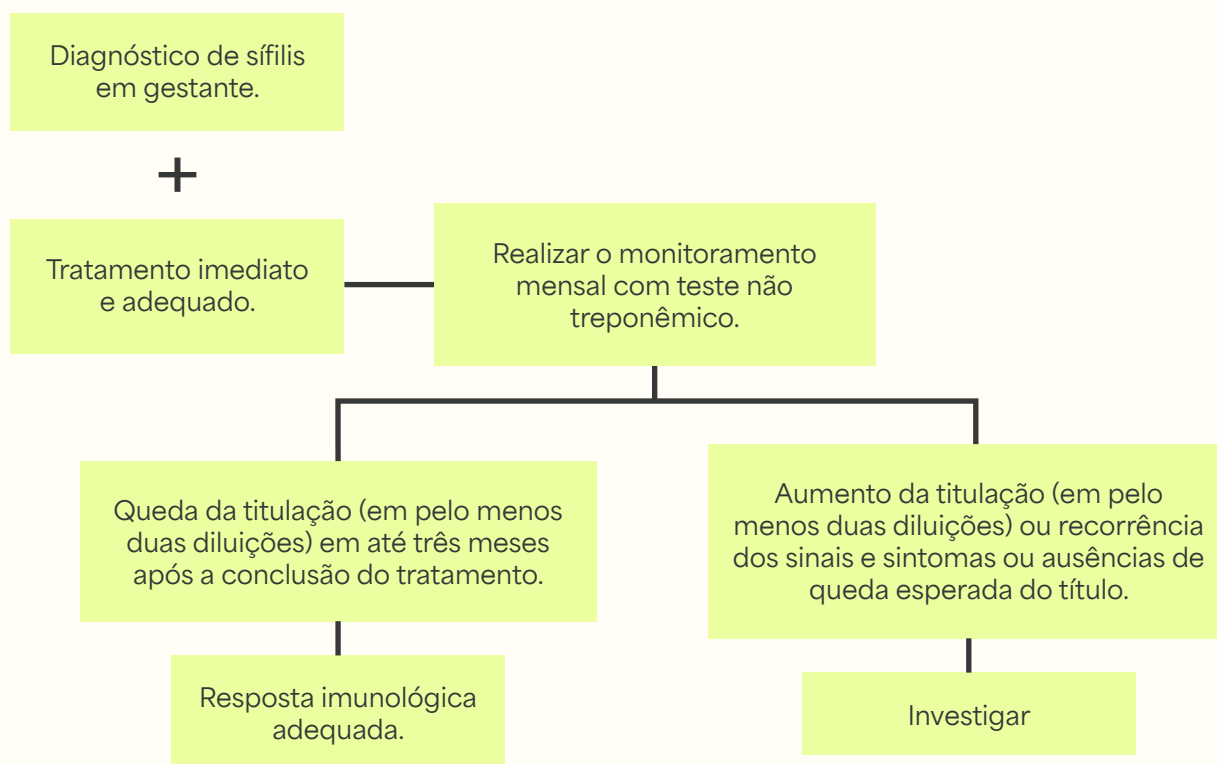 Diagnóstico de sífilis
em gestante.
+
Tratamento imediato
e adequado.
Realizar o monitoramento
mensal com teste não
treponêmico.
Queda da titulação (em pelo menos
duas diluições) em até três meses
após a conclusão do tratamento.
Aumento da titulação (em pelo
menos duas diluições) ou recorrência
dos sinais e sintomas ou ausências de
queda esperada do título.
Resposta imunológica
adequada.
Investigar